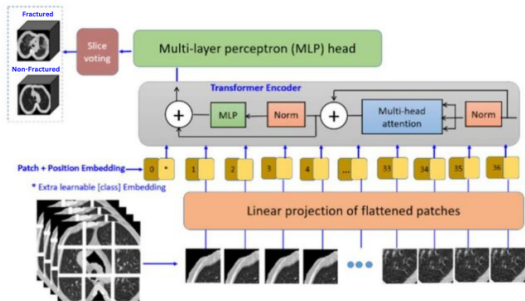 Fractured
Non-Fractured
Slice
voting
Multi-layer perceptron (MLP) head
Transformer Encoder
MLP
Norm
Multi-head
attention
Norm
Patch + Position Embedding
0 * 1 2 3 4 ... 33 34 35 36
* Extra learnable [class] Embedding
Linear projection of flattened patches